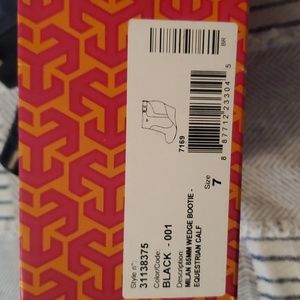 Style n°:
31138375
Color/Code:
BLACK - 001
Description:
MILAN 85MM WEDGE BOOTIE -
EQUESTRIAN CALF
7169
Size
7
BR
8 87712 23304 5